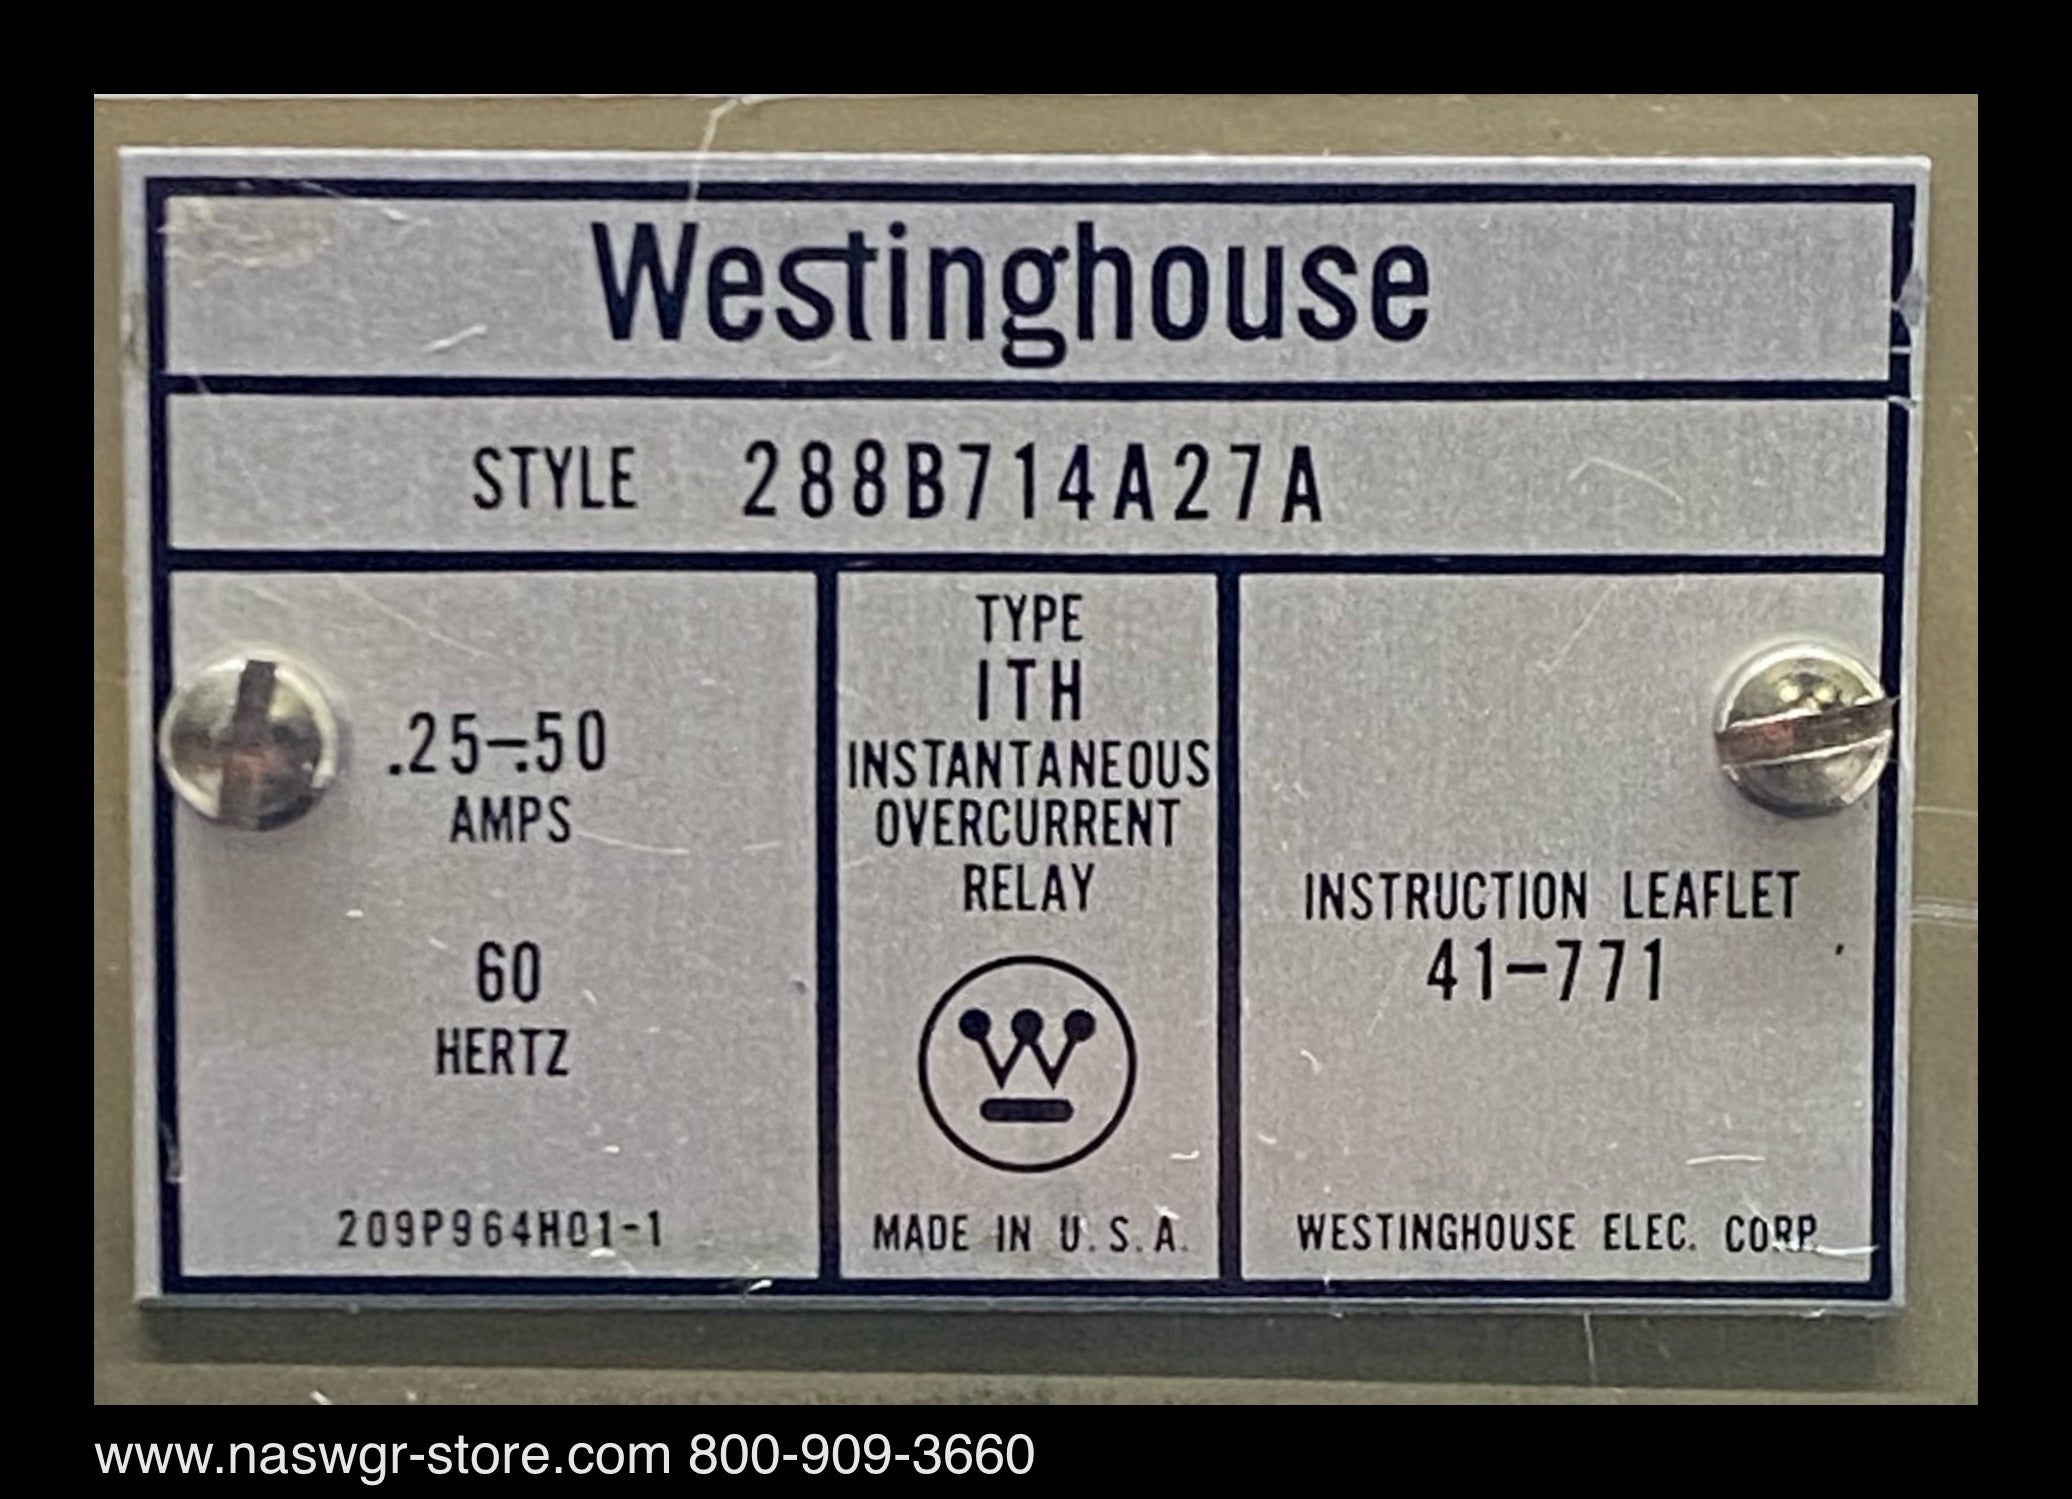 Westinghouse
STYLE 288B714A27A
.25-.50
AMPS
60
HERTZ
209P964H01-1
TYPE
ITH
INSTANTANEOUS
OVERCURRENT
RELAY
W
MADE IN U.S.A.
INSTRUCTION LEAFLET
41-771
WESTINGHOUSE ELEC. CORP.
www.naswgr-store.com 800-909-3660